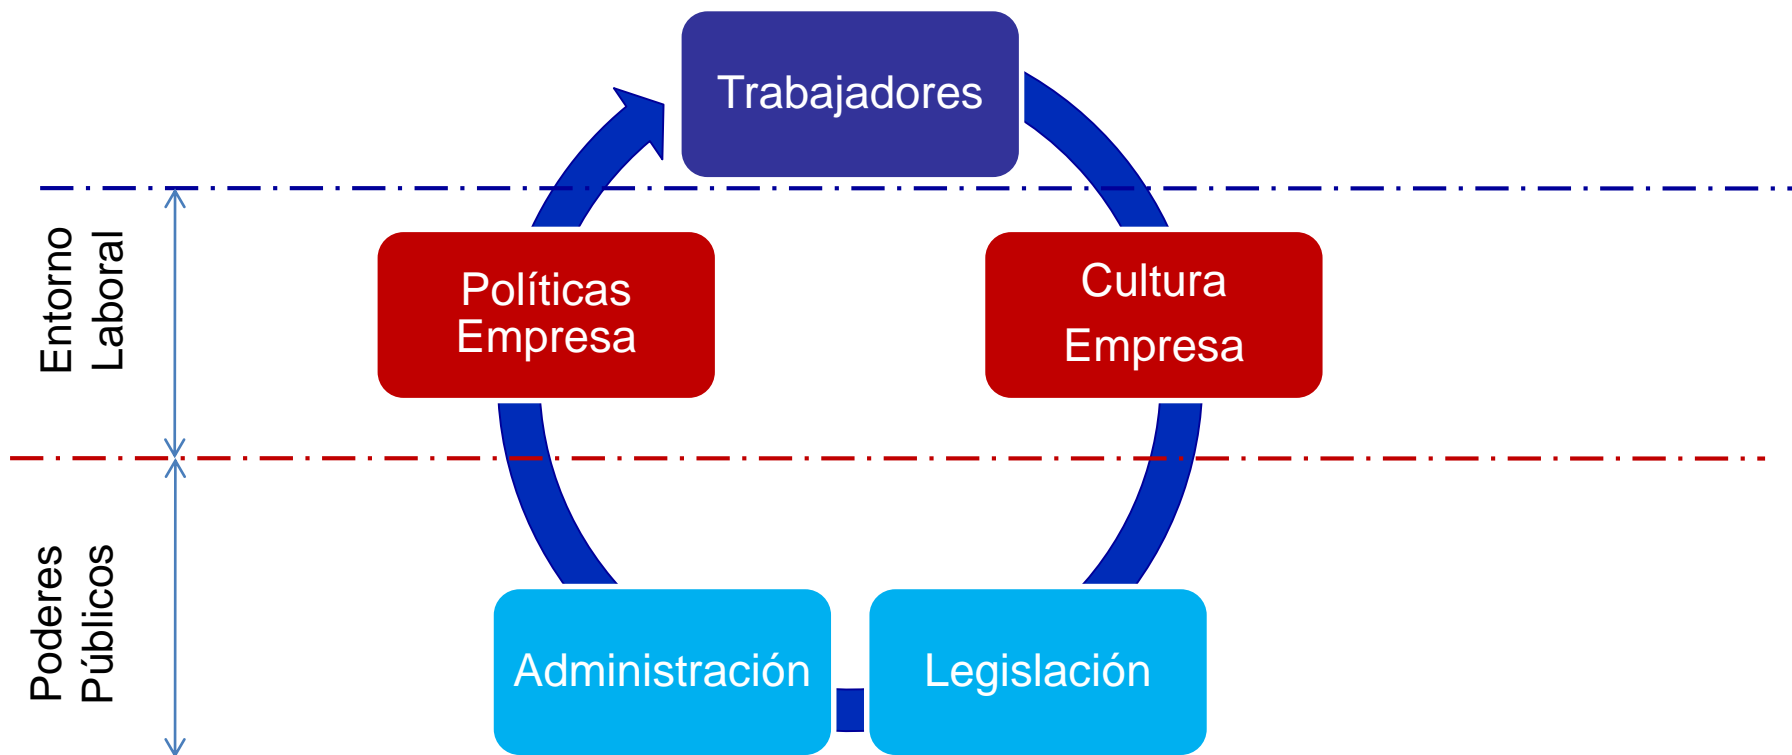 Trabajadores
Entorno
Laboral
Políticas
Empresa
Cultura
Empresa
Poderes
Públicos
Administración
Legislación